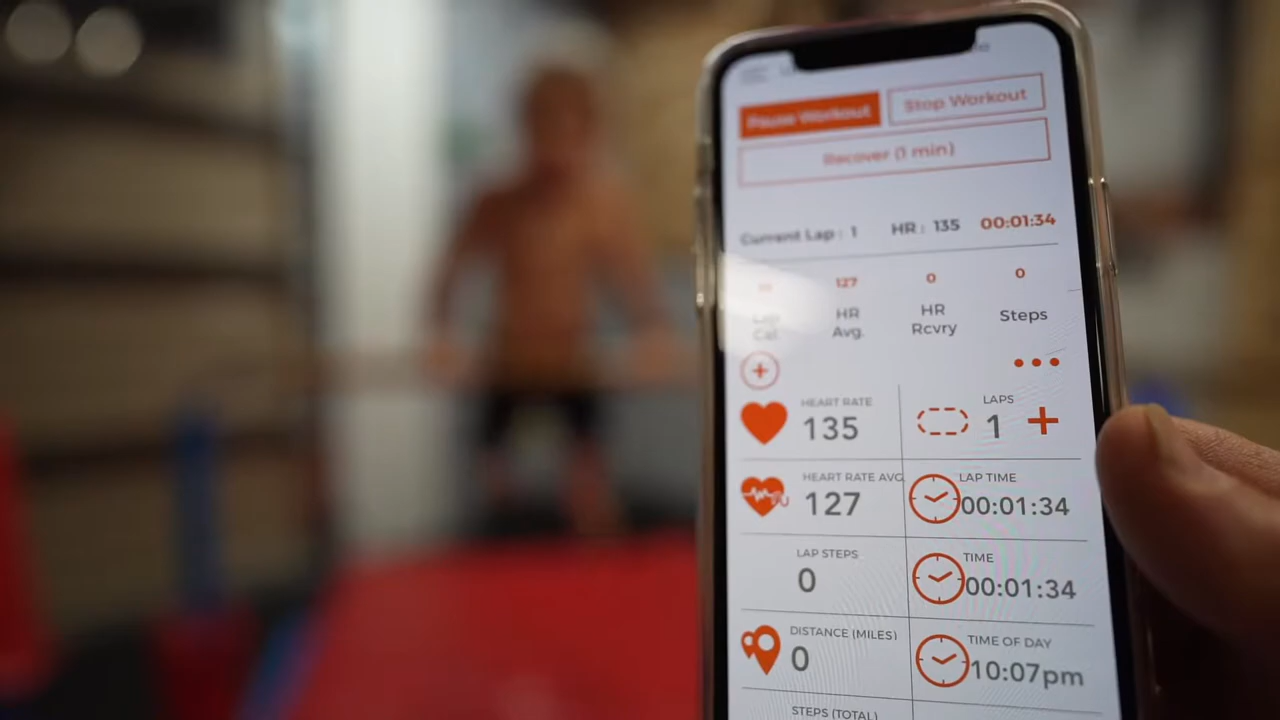 Pause Workout
Stop Workout
Recover (1 min)
Current Lap : 1
HR : 135
00:01:34
127
0
0
Lap
Cal
HR
Avg.
HR
Rcvry
Steps
HEART RATE
135
LAPS
1
HEART RATE AVG
127
LAP TIME
00:01:34
LAP STEPS
0
TIME
00:01:34
DISTANCE (MILES)
0
TIME OF DAY
10:07pm
STEPS (TOTAL)